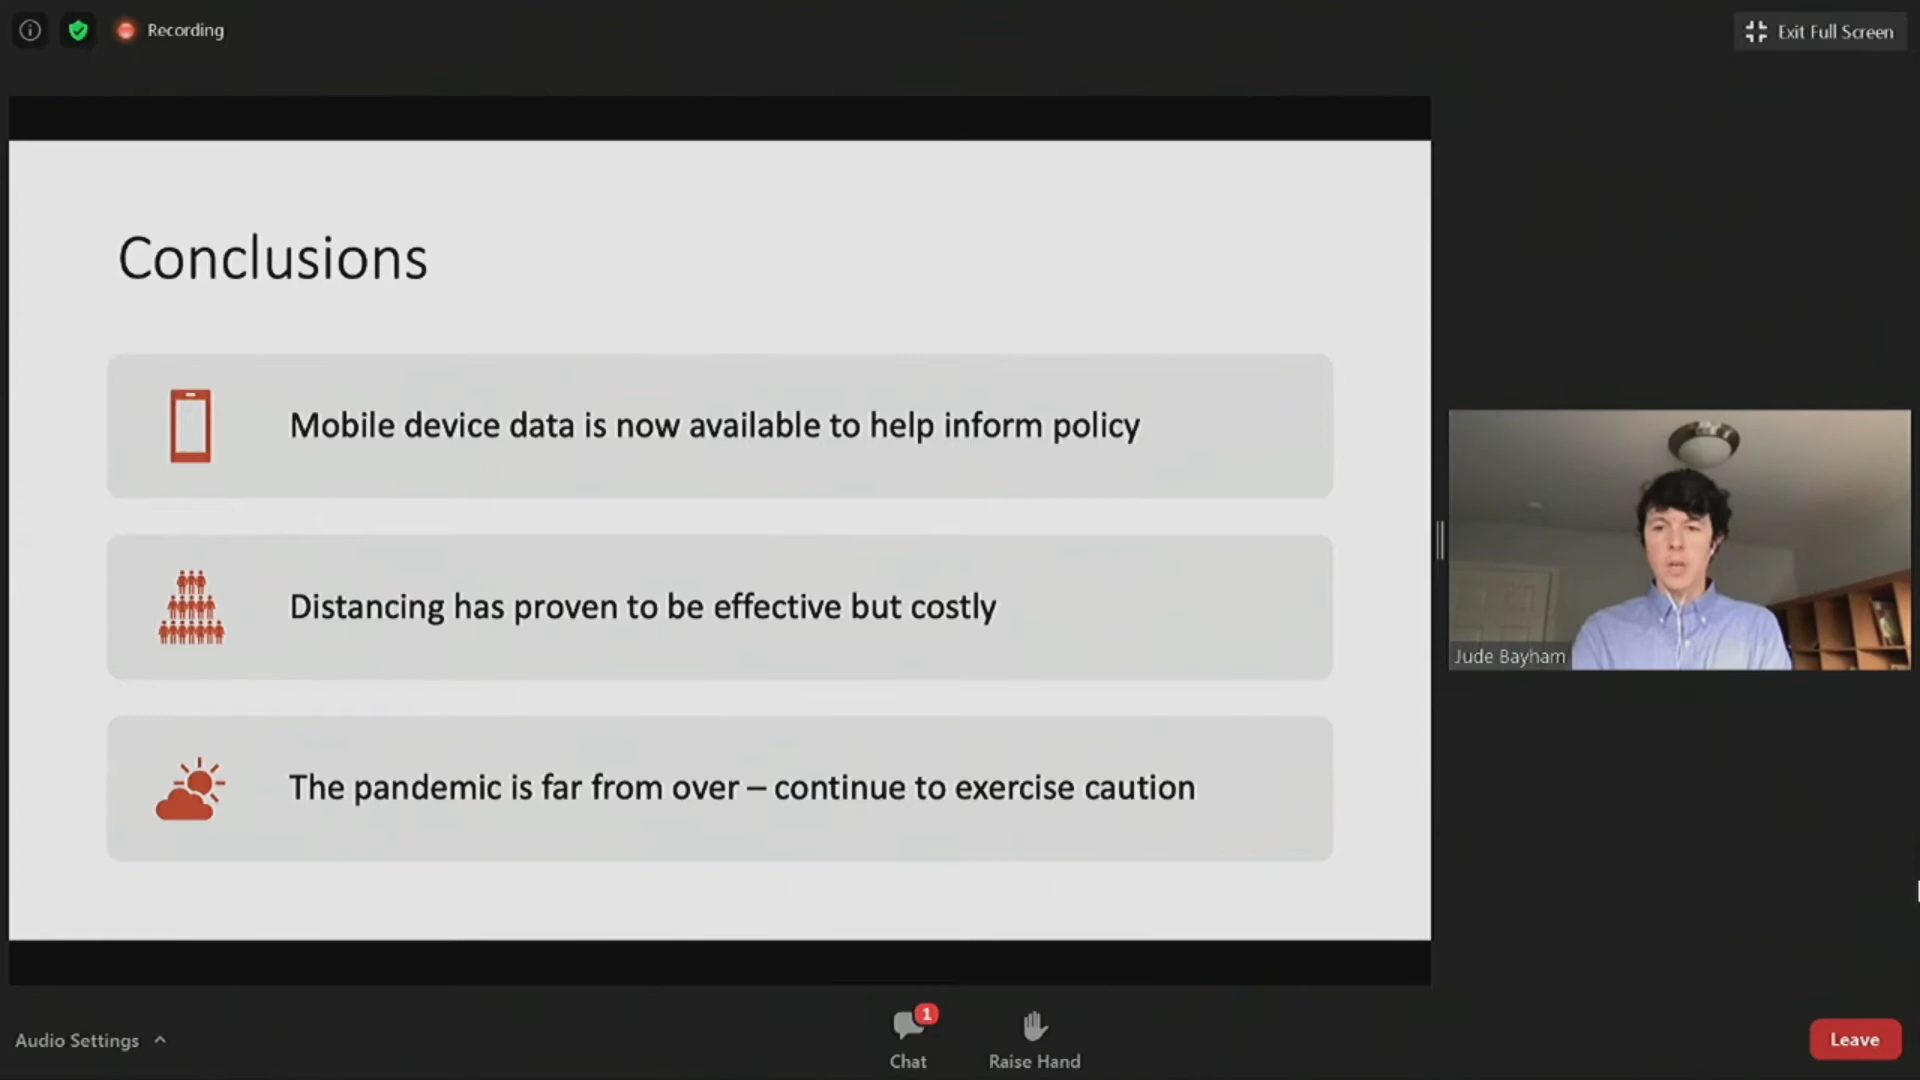 Recording
Exit Full Screen
Conclusions
Mobile device data is now available to help inform policy
Distancing has proven to be effective but costly
The pandemic is far from over – continue to exercise caution
Jude Bayham
Audio Settings
1
Chat
Raise Hand
Leave